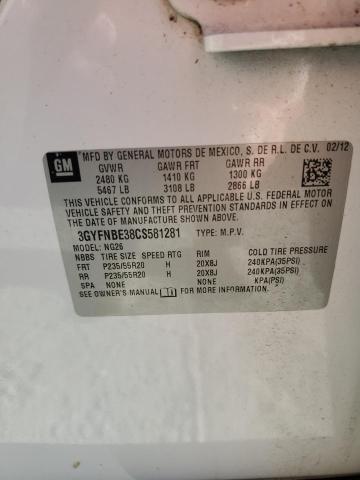 GM
MFD BY GENERAL MOTORS DE MEXICO, S. DE R.L. DE C.V. 02/12
GVWR GAWR FRT GAWR RR
2480 KG 1410 KG 1300 KG
5467 LB 3108 LB 2866 LB
THIS VEHICLE CONFORMS TO ALL APPLICABLE U.S. FEDERAL MOTOR
VEHICLE SAFETY, BUMPER, AND THEFT PREVENTION STANDARDS IN EFFECT ON
THE DATE OF MANUFACTURE SHOWN ABOVE.
3GYFNBE38CS581281 TYPE: M.P.V.
MODEL: NG26
NBBS TIRE SIZE SPEED RTG RIM COLD TIRE PRESSURE
FRT P235/55R20 H 20X8J 240KPA(35PSI)
RR P235/55R20 H 20X8J 240KPA(35PSI)
SPA NONE NONE KPA(PSI)
SEE OWNER'S MANUAL FOR MORE INFORMATION